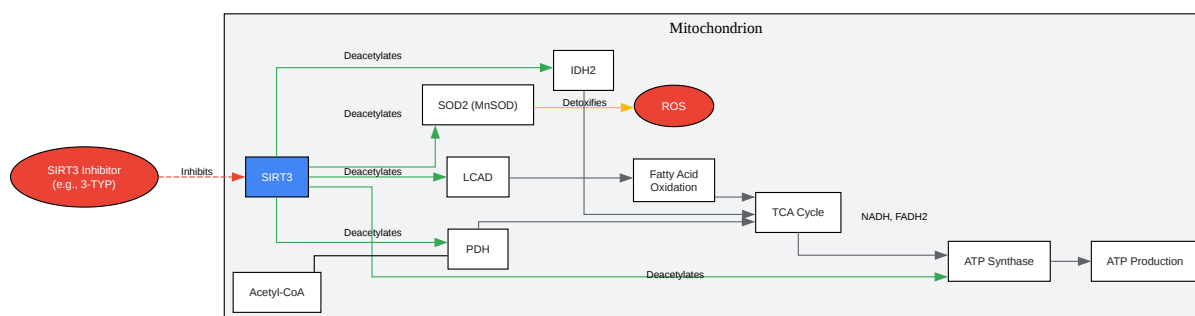 Mitochondrion
Deacetylates
IDH2
SOD2 (MnSOD)
Detoxifies
ROS
Deacetylates
SIRT3 Inhibitor
(e.g., 3-TYP)
Inhibits
SIRT3
Deacetylates
LCAD
Fatty Acid
Oxidation
TCA Cycle
NADH, FADH2
Deacetylates
PDH
ATP Synthase
ATP Production
Deacetylates
Acetyl-CoA